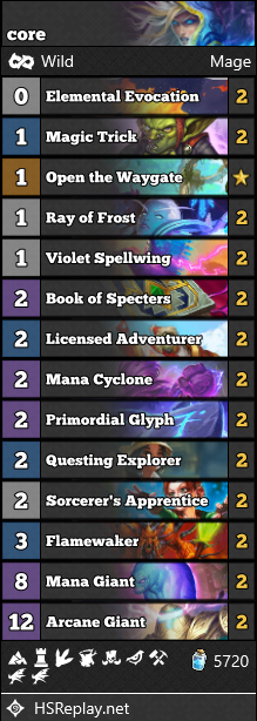 core
Wild Mage
0 Elemental Evocation 2
1 Magic Trick 2
1 Open the Waygate ★
1 Ray of Frost 2
1 Violet Spellwing 2
2 Book of Specters 2
2 Licensed Adventurer 2
2 Mana Cyclone 2
2 Primordial Glyph 2
2 Questing Explorer 2
2 Sorcerer's Apprentice 2
3 Flamewaker 2
8 Mana Giant 2
12 Arcane Giant 2
5720
HSReplay.net